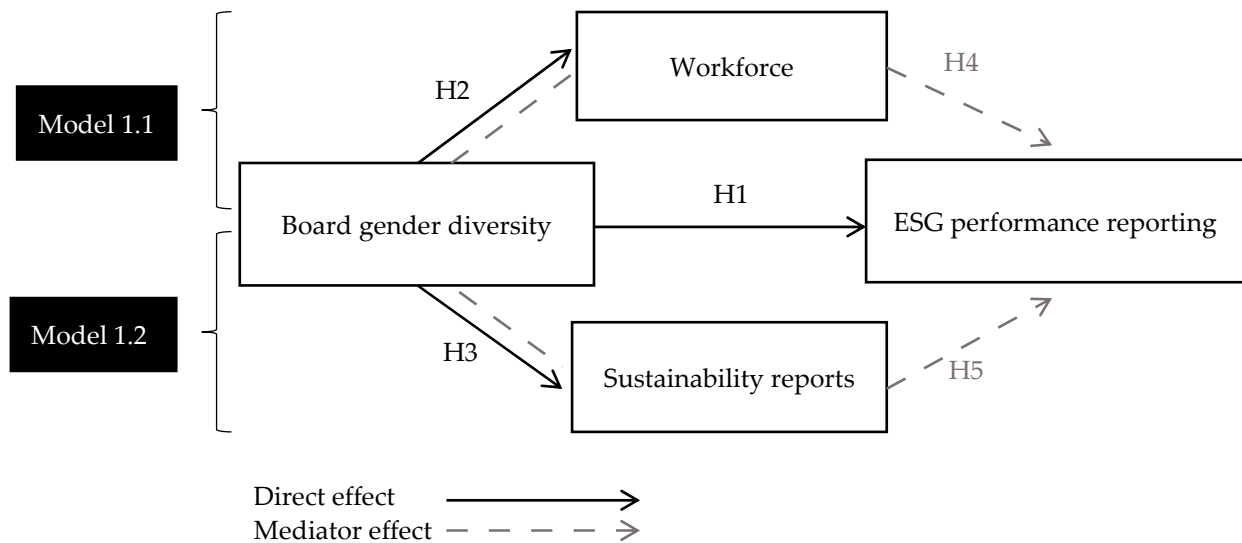 Workforce
H4
H2
Model 1.1
H1
Board gender diversity
ESG performance reporting
Model 1.2
H3
Sustainability reports
H5
Direct effect
Mediator effect